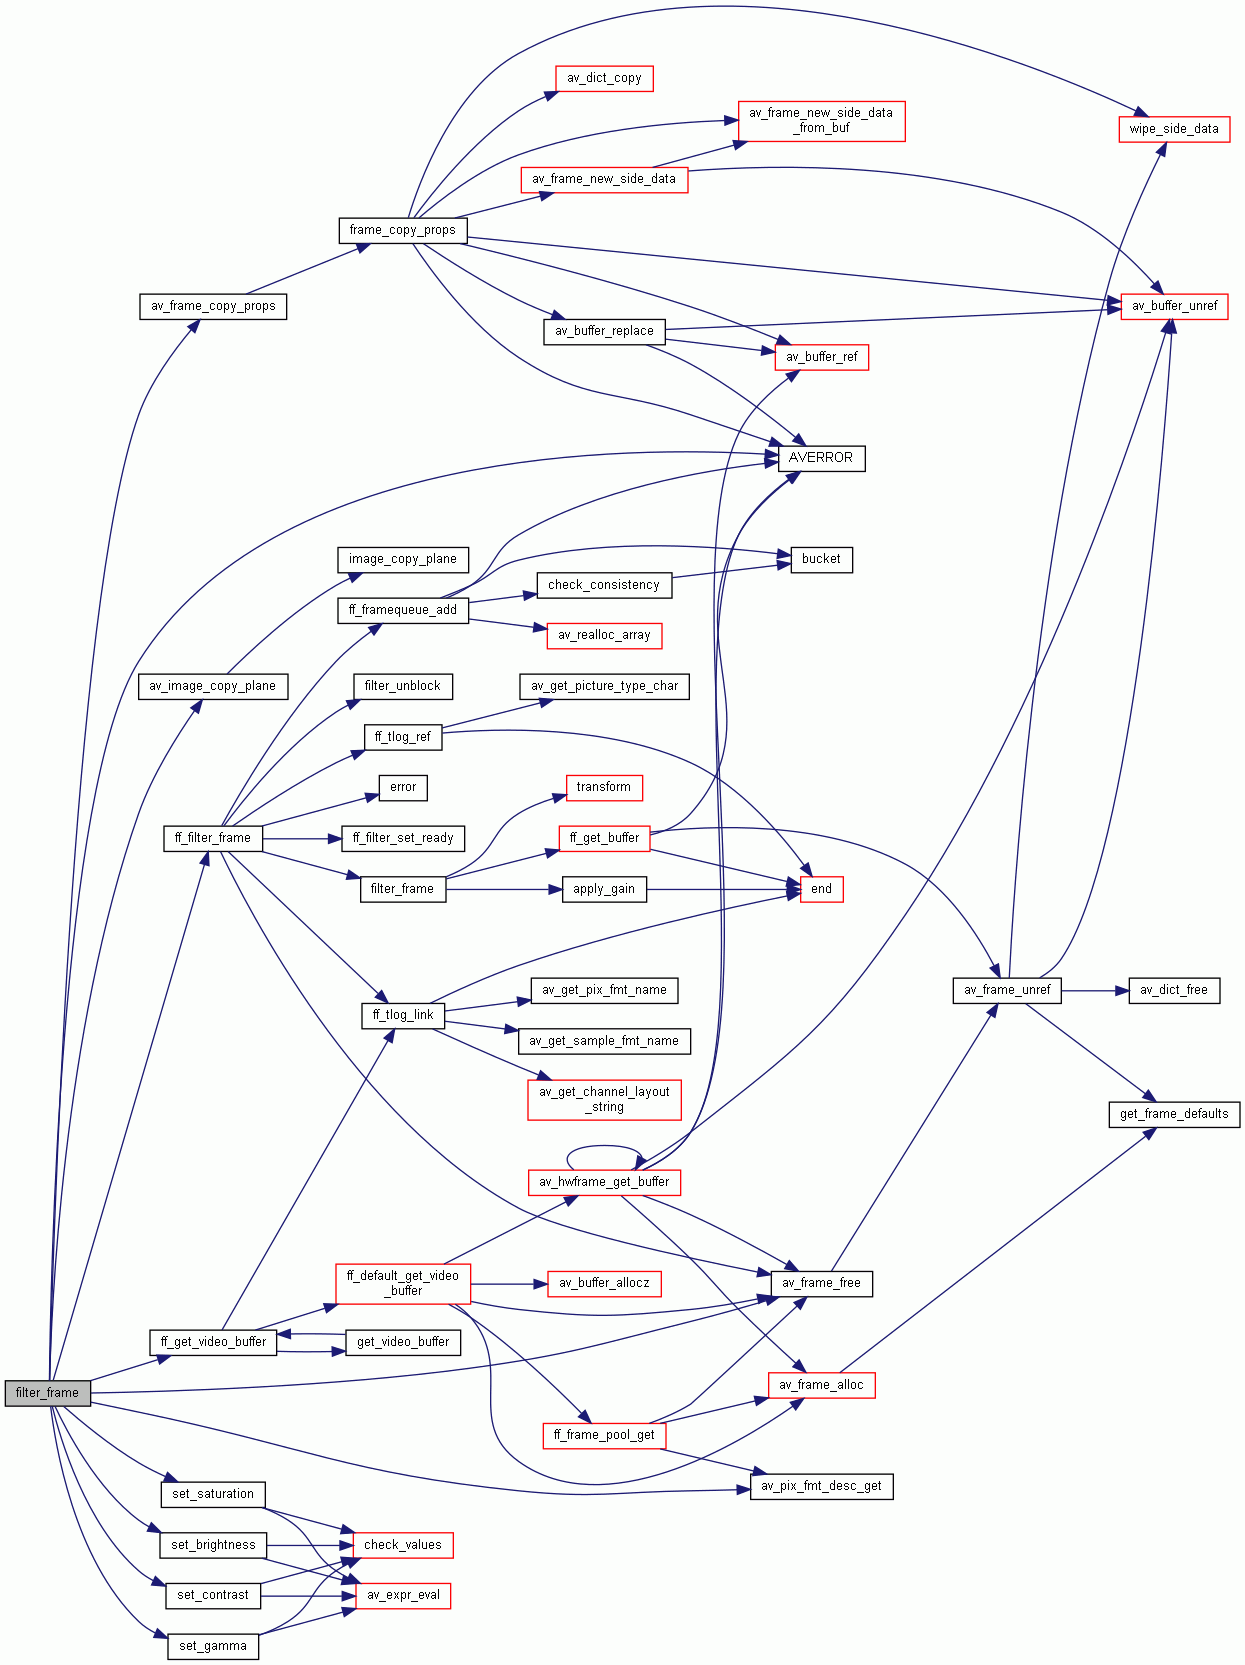 av_dict_copy
av_frame_new_side_data
_from_buf
wipe_side_data
av_frame_new_side_data
frame_copy_props
av_frame_copy_props
av_buffer_unref
av_buffer_replace
av_buffer_ref
AVERROR
image_copy_plane
bucket
check_consistency
ff_framequeue_add
av_realloc_array
av_image_copy_plane
filter_unblock
av_get_picture_type_char
ff_tlog_ref
error
transform
ff_filter_frame
ff_filter_set_ready
ff_get_buffer
filter_frame
apply_gain
end
av_get_pix_fmt_name
av_frame_unref
av_dict_free
ff_tlog_link
av_get_sample_fmt_name
av_get_channel_layout
_string
get_frame_defaults
av_hwframe_get_buffer
ff_default_get_video
_buffer
av_buffer_allocz
av_frame_free
ff_get_video_buffer
get_video_buffer
filter_frame
av_frame_alloc
ff_frame_pool_get
av_pix_fmt_desc_get
set_saturation
set_brightness
check_values
set_contrast
av_expr_eval
set_gamma